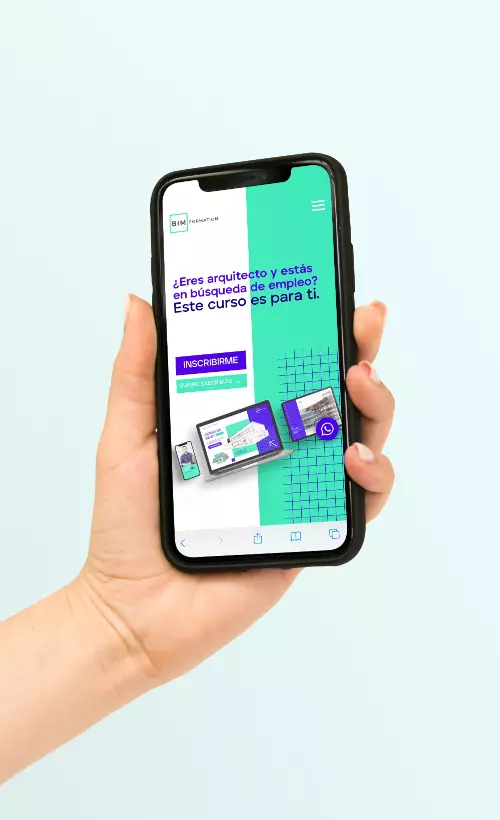 BIM FORMATION
¿Eres arquitecto y estás
en búsqueda de empleo?
Este curso es para ti.
INSCRIBIRME
QUIERO SABER MÁS